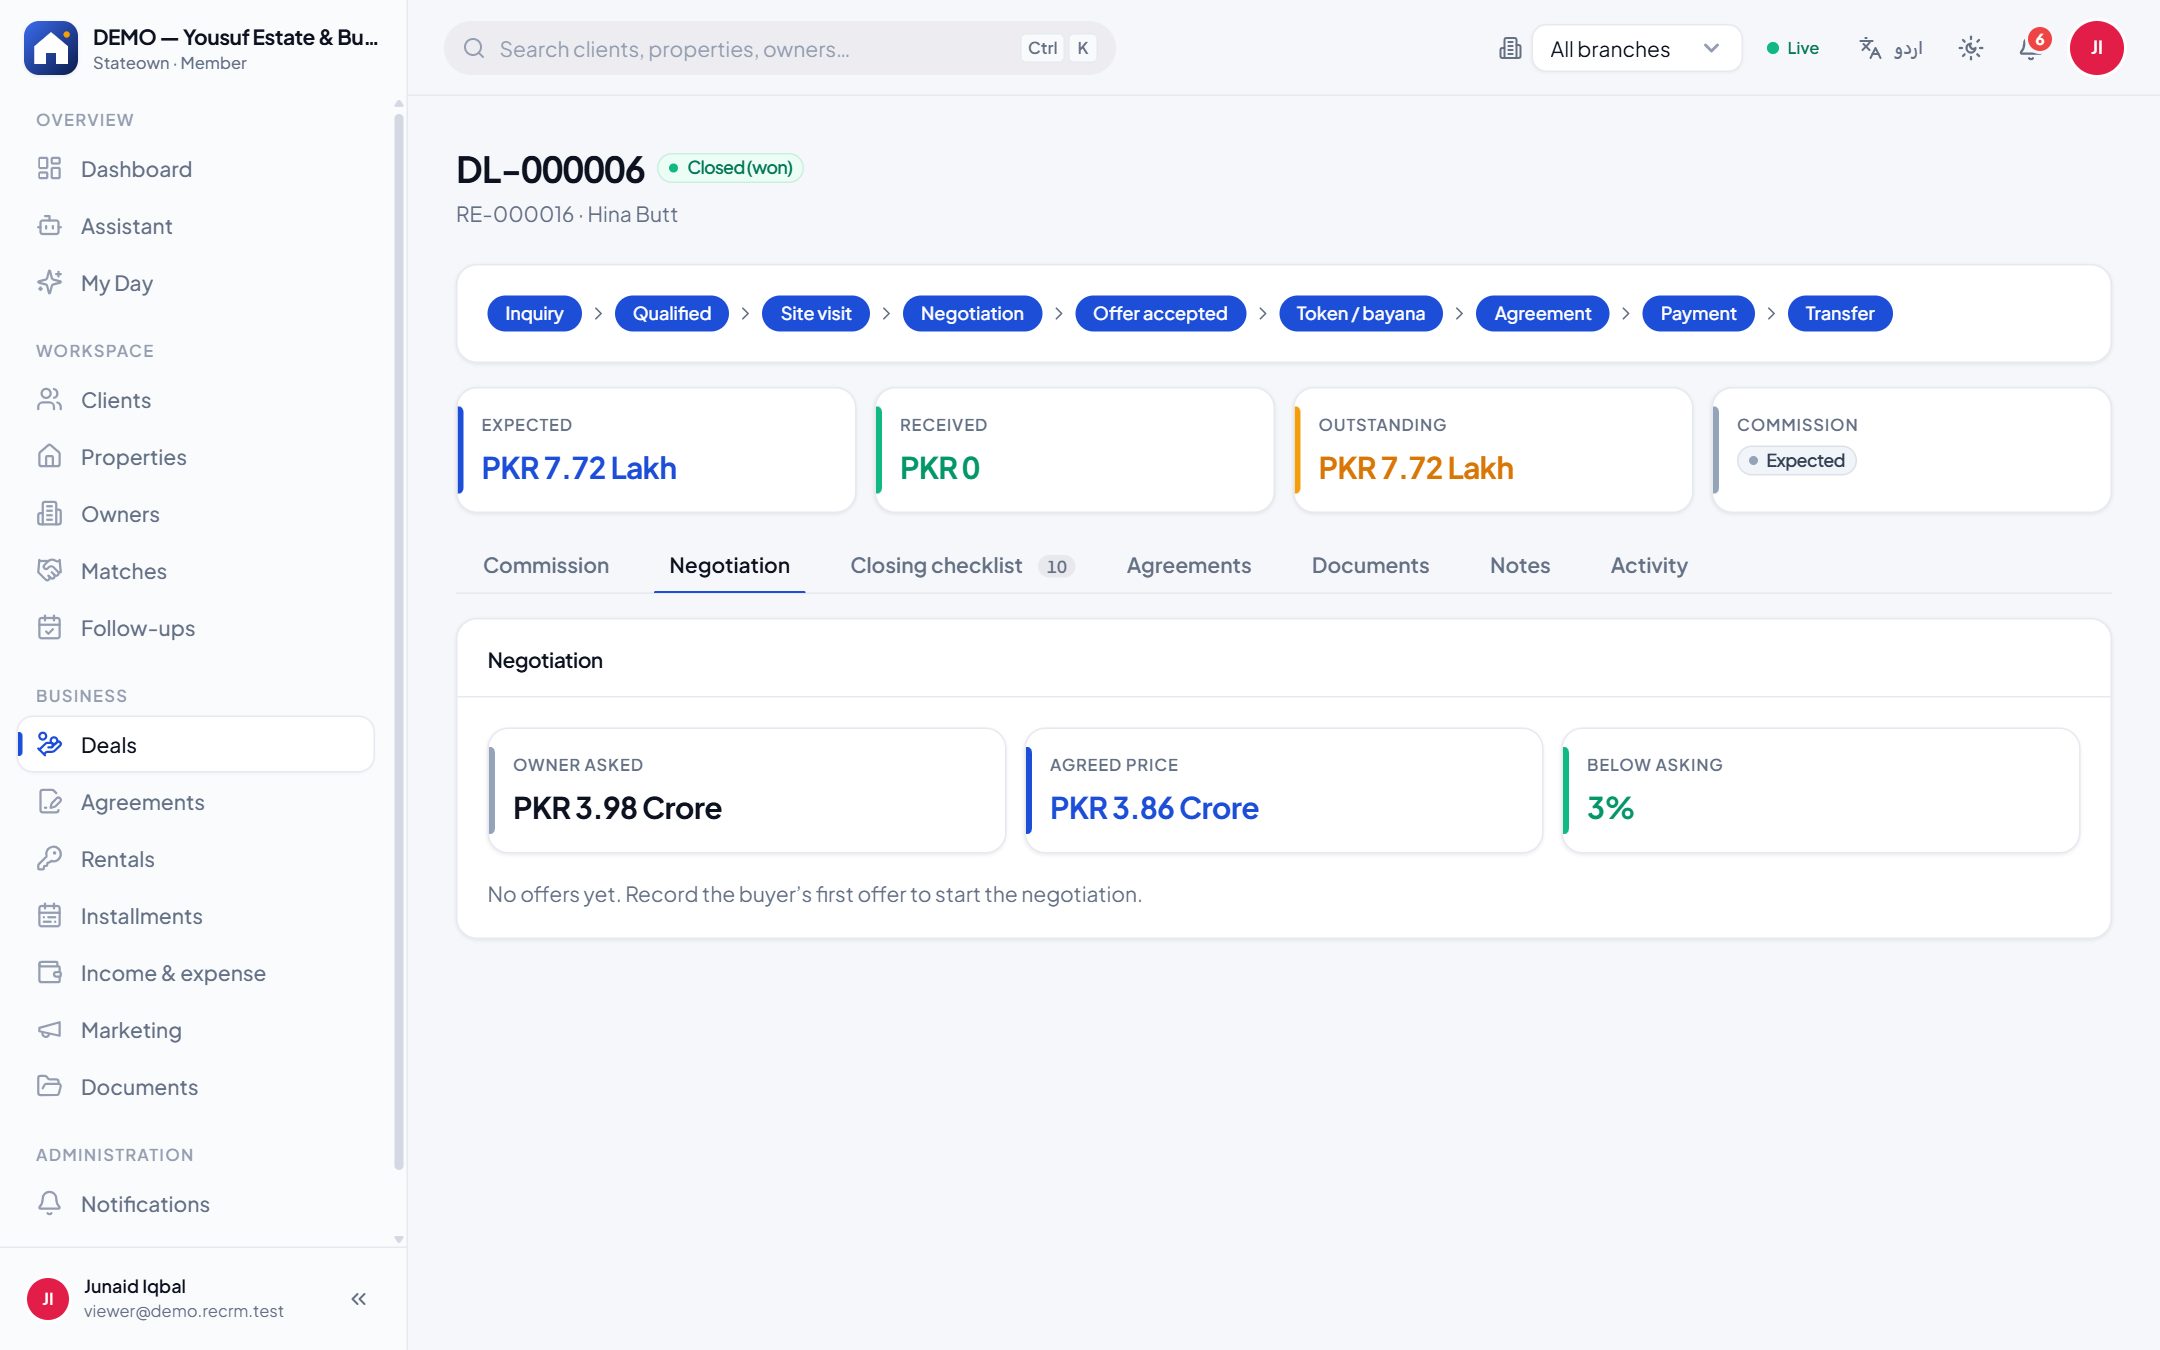 DEMO — Yousuf Estate & Bu...
Stateown · Member
OVERVIEW
Dashboard
Assistant
My Day
WORKSPACE
Clients
Properties
Owners
Matches
Follow-ups
BUSINESS
Deals
Agreements
Rentals
Installments
Income & expense
Marketing
Documents
ADMINISTRATION
Notifications
JI
Junaid Iqbal
viewer@demo.recrm.test
Search clients, properties, owners...
Ctrl K
All branches
Live
اردو
6
JI
DL-000006
Closed (won)
RE-000016 · Hina Butt
Inquiry
Qualified
Site visit
Negotiation
Offer accepted
Token / bayana
Agreement
Payment
Transfer
EXPECTED
PKR 7.72 Lakh
RECEIVED
PKR 0
OUTSTANDING
PKR 7.72 Lakh
COMMISSION
Expected
Commission
Negotiation
Closing checklist 10
Agreements
Documents
Notes
Activity
Negotiation
OWNER ASKED
PKR 3.98 Crore
AGREED PRICE
PKR 3.86 Crore
BELOW ASKING
3%
No offers yet. Record the buyer’s first offer to start the negotiation.